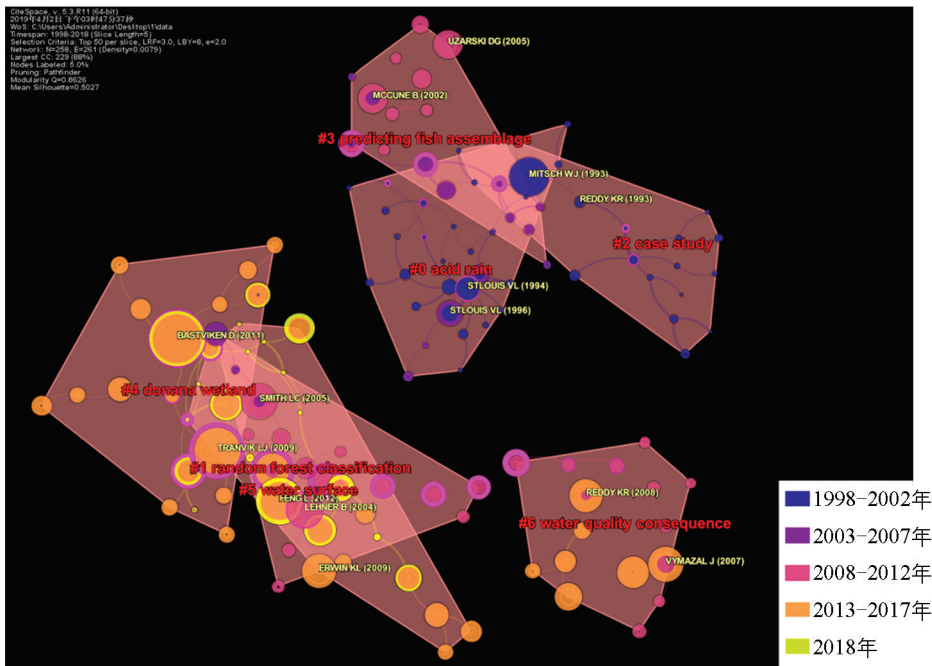 CiteSpace, v. 5.3.R11 (64-bit)
2019年4月2日 下午03时47分37秒
WoS: C:\Users\Administrator\Desktop\1\data
Timespan: 1998-2018 (Slice Length=5)
Selection Criteria: Top 50 per slice, LRF=3.0, LBY=8, e=2.0
Network: N=258, E=261 (Density=0.0079)
Largest CC: 229 (88%)
Nodes Labeled: 5.0%
Pruning: Pathfinder
Modularity Q=0.8626
Mean Silhouette=0.5027
UZARSKI DG (2005)
MCCUNE B (2002)
#3 predicting fish assemblage
MITSCH WJ (1993)
REDDY KR (1993)
#2 case study
#0 acid rain
STLOUIS VL (1994)
STLOUIS VL (1996)
BASTVIKEN D (2011)
#4 donana wetland
SMITH LC (2005)
TRANVIK LJ (2009)
#1 random forest classification
#5 water surface
FENG L (2012)
LEHNER B (2004)
ERWIN KL (2009)
REDDY KR (2008)
#6 water quality consequence
VYMAZAL J (2007)
1998-2002年
2003-2007年
2008-2012年
2013-2017年
2018年